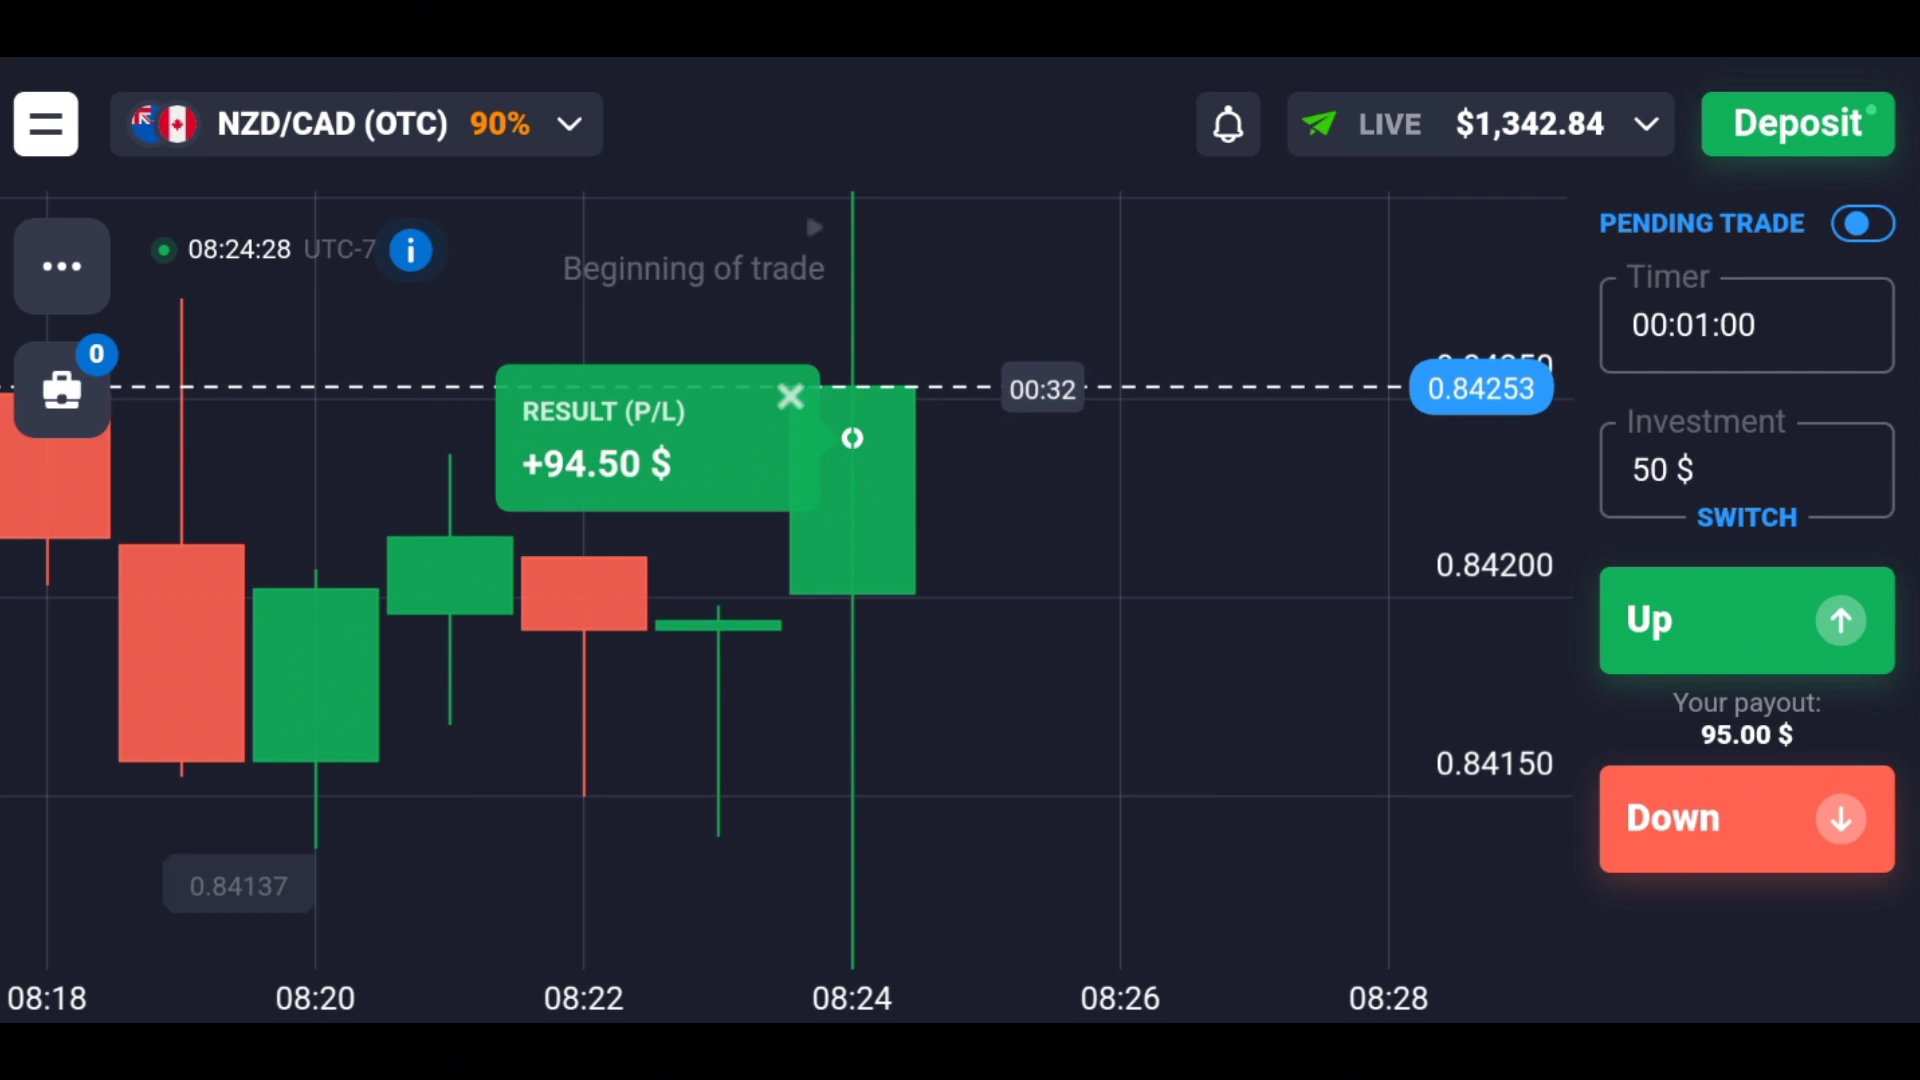 NZD/CAD (OTC) 90%
LIVE $1,342.84
Deposit
08:24:28 UTC-7
i
Beginning of trade
PENDING TRADE
Timer
00:01:00
0
RESULT (P/L)
+94.50 $
00:32
0.84253
Investment
50 $
SWITCH
0.84200
Up
Your payout:
95.00 $
0.84150
Down
0.84137
08:18 08:20 08:22 08:24 08:26 08:28